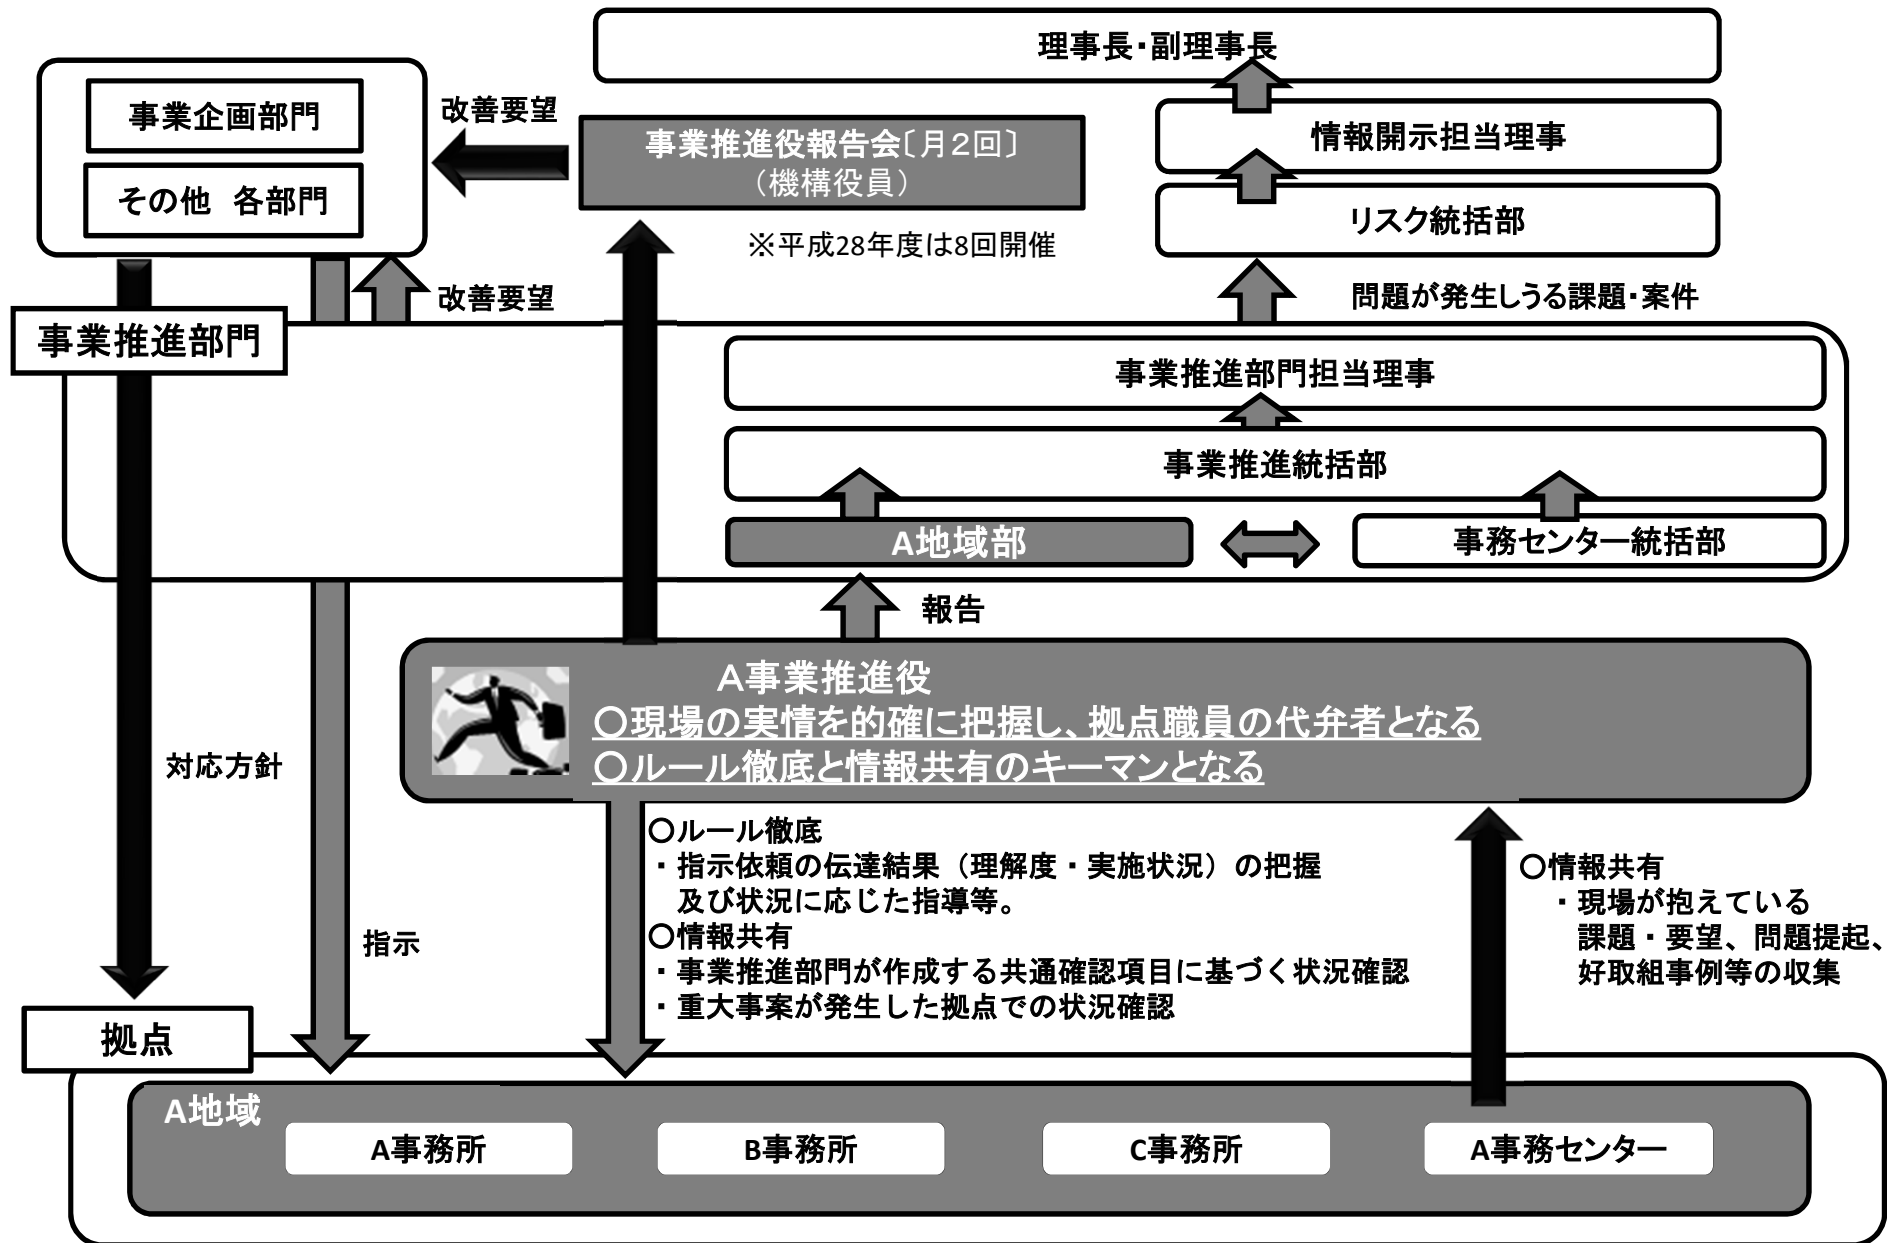 理事長・副理事長
事業企画部門
その他　各部門
改善要望
事業推進役報告会〔月２回〕
（機構役員）
※平成28年度は8回開催
情報開示担当理事
リスク統括部
問題が発生しうる課題・案件
改善要望
事業推進部門
事業推進部門担当理事
事業推進統括部
A地域部
事務センター統括部
報告
Ａ事業推進役
〇現場の実情を的確に把握し、拠点職員の代弁者となる
〇ルール徹底と情報共有のキーマンとなる
対応方針
指示
〇ルール徹底
・指示依頼の伝達結果（理解度・実施状況）の把握
及び状況に応じた指導等。
〇情報共有
・事業推進部門が作成する共通確認項目に基づく状況確認
・重大事案が発生した拠点での状況確認
〇情報共有
・現場が抱えている
課題・要望、問題提起、
好取組事例等の収集
拠点
A地域
A事務所
B事務所
C事務所
A事務センター